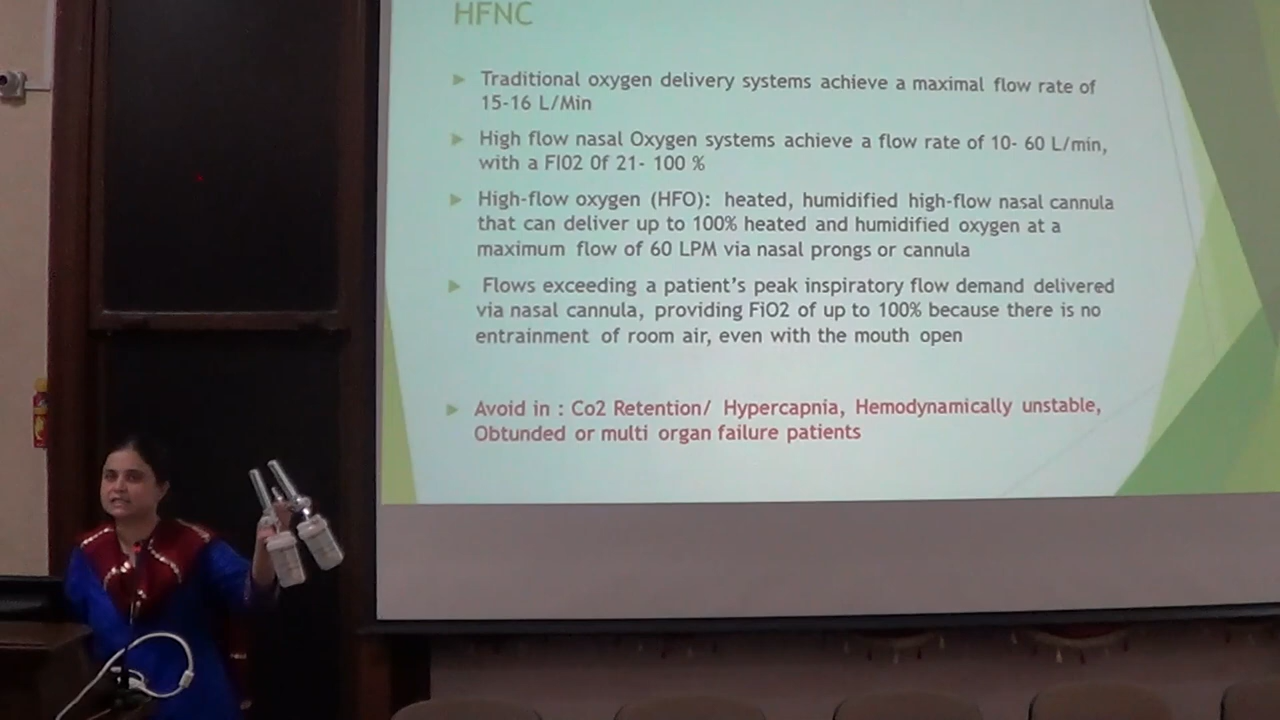 HFNC
Traditional oxygen delivery systems achieve a maximal flow rate of
15-16 L/Min
High flow nasal Oxygen systems achieve a flow rate of 10- 60 L/min,
with a FI02 0f 21- 100 %
High-flow oxygen (HFO): heated, humidified high-flow nasal cannula
that can deliver up to 100% heated and humidified oxygen at a
maximum flow of 60 LPM via nasal prongs or cannula
Flows exceeding a patient's peak inspiratory flow demand delivered
via nasal cannula, providing FiO2 of up to 100% because there is no
entrainment of room air, even with the mouth open
Avoid in : Co2 Retention/ Hypercapnia, Hemodynamically unstable,
Obtunded or multi organ failure patients